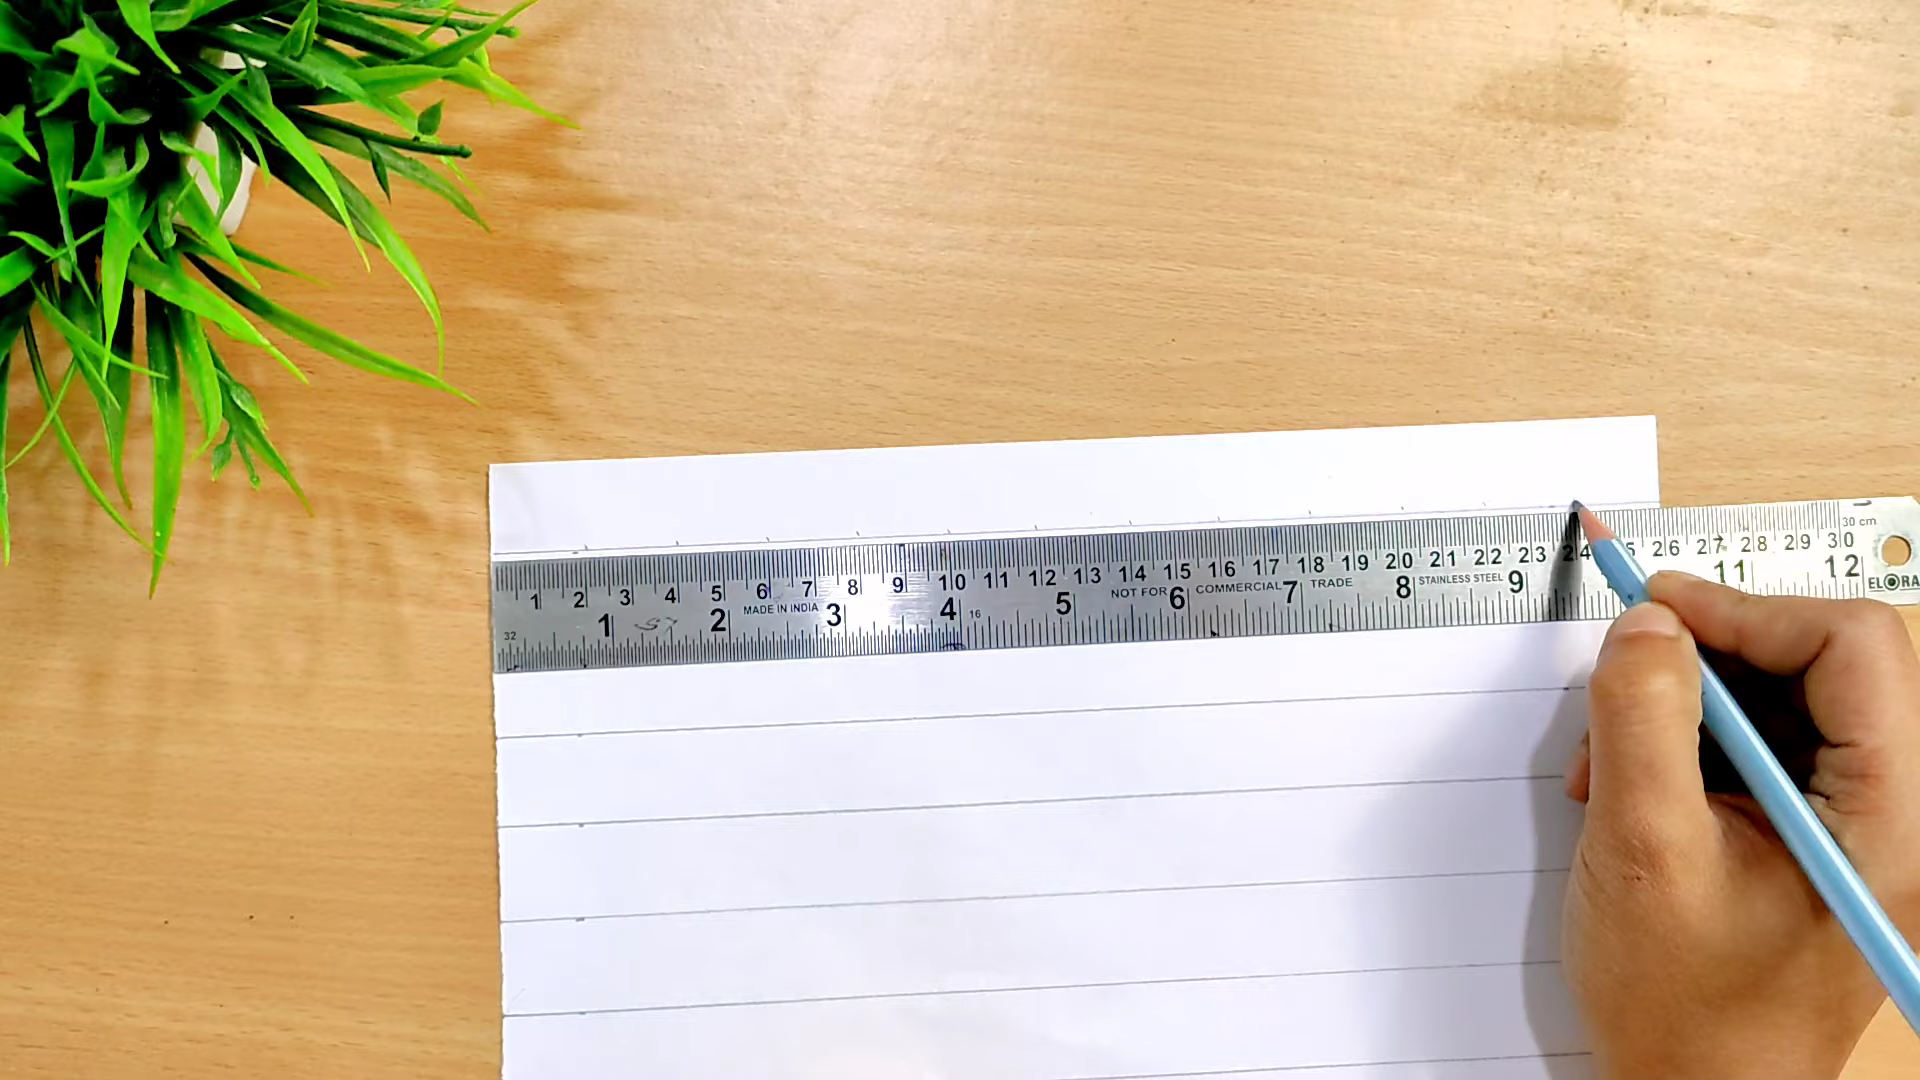 30 cm
1 2 3 4 5 6 7 8 9 10 11 12 13 14 15 16 17 18 19 20 21 22 23 24 5 26 27 28 29 30
MADE IN INDIA NOT FOR COMMERCIAL TRADE STAINLESS STEEL
1 2 3 4 5 6 7 8 9 11 12
32 16
ELORA